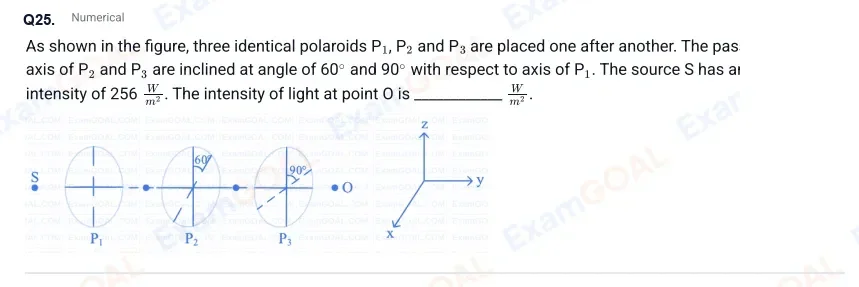 Q25. Numerical
As shown in the figure, three identical polaroids P₁, P₂ and P₃ are placed one after another. The pas
axis of P₂ and P₃ are inclined at angle of 60° and 90° with respect to axis of P₁. The source S has a
intensity of 256 W/m². The intensity of light at point O is __________ W/m².
z
60°
90°
S
O
y
P₁
P₂
P₃
x
ExamGOAL